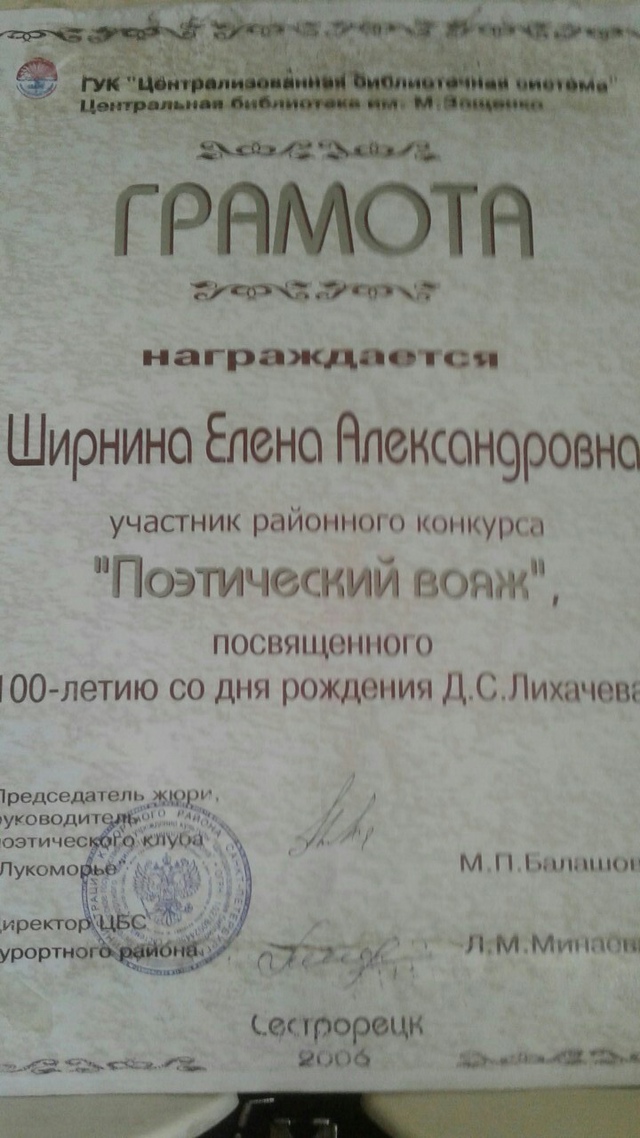 ГУК "Централизованная библиотечная система"
Центральная библиотека им. М.Зощенко
ГРАМОТА
награждается
Ширнина Елена Александровна
участник районного конкурса
"Поэтический вояж",
посвященного
100-летию со дня рождения Д.С.Лихачева
Председатель жюри,
руководитель
поэтического клуба
"Лукоморье"
М.П.Балашов
директор ЦБС
курортного района
Л.М.Минаов
Сестрорецк
2006